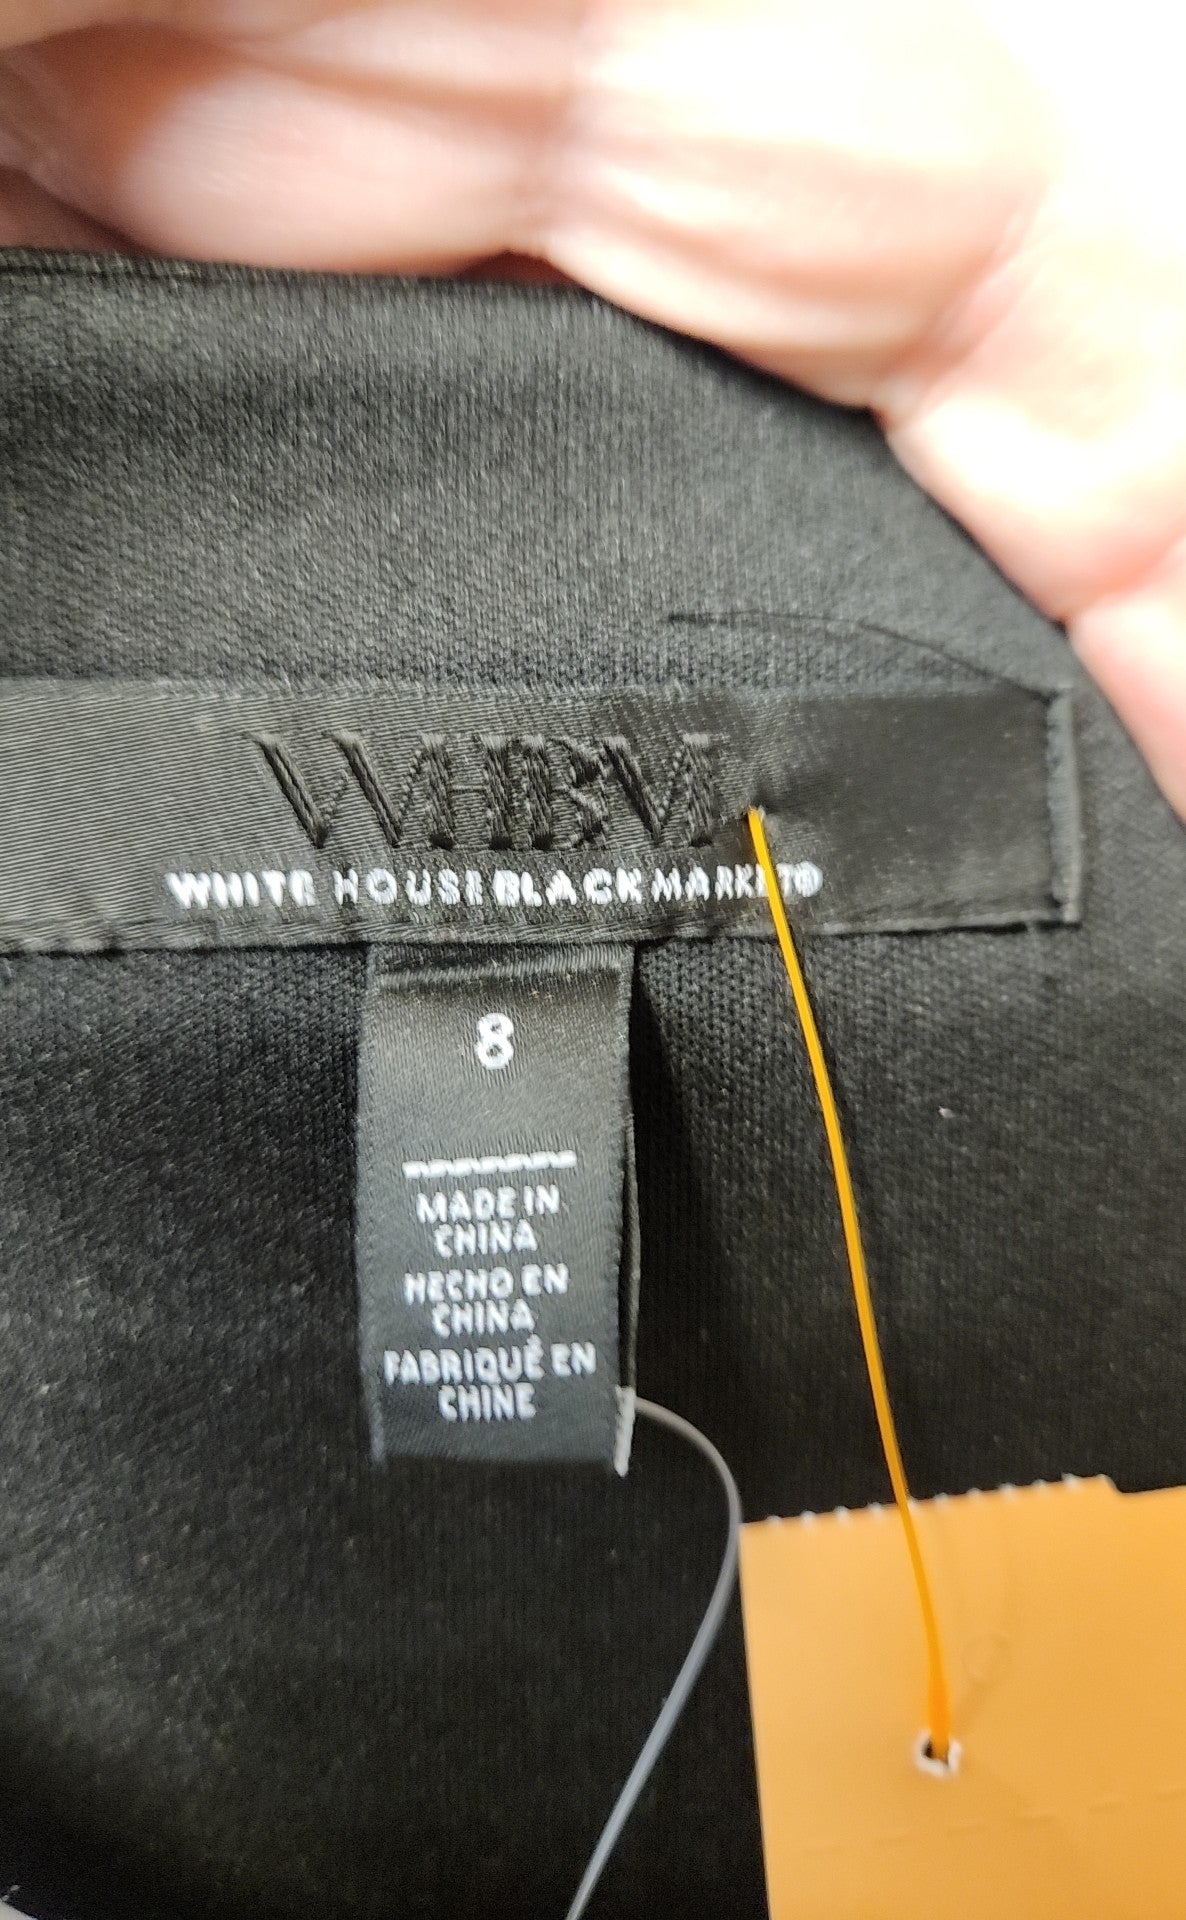 WHBM
WHITE HOUSE BLACK MARKET®
8
MADE IN
CHINA
HECHO EN
CHINA
FABRIQUÉ EN
CHINE